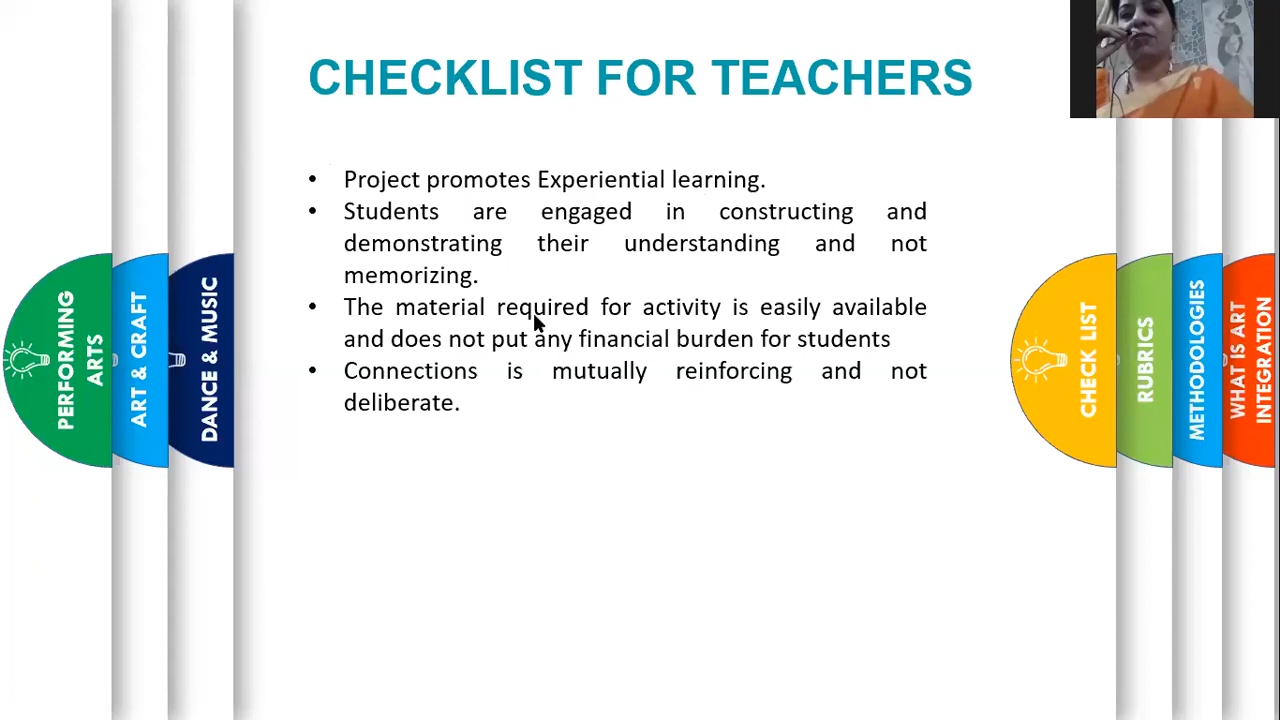 CHECKLIST FOR TEACHERS
• Project promotes Experiential learning.
• Students are engaged in constructing and
demonstrating their understanding and not
memorizing.
• The material required for activity is easily available
and does not put any financial burden for students
• Connections is mutually reinforcing and not
deliberate.
PERFORMING
ARTS
ART & CRAFT
DANCE & MUSIC
CHECK LIST
RUBRICS
METHODOLOGIES
WHAT IS ART
INTEGRATION